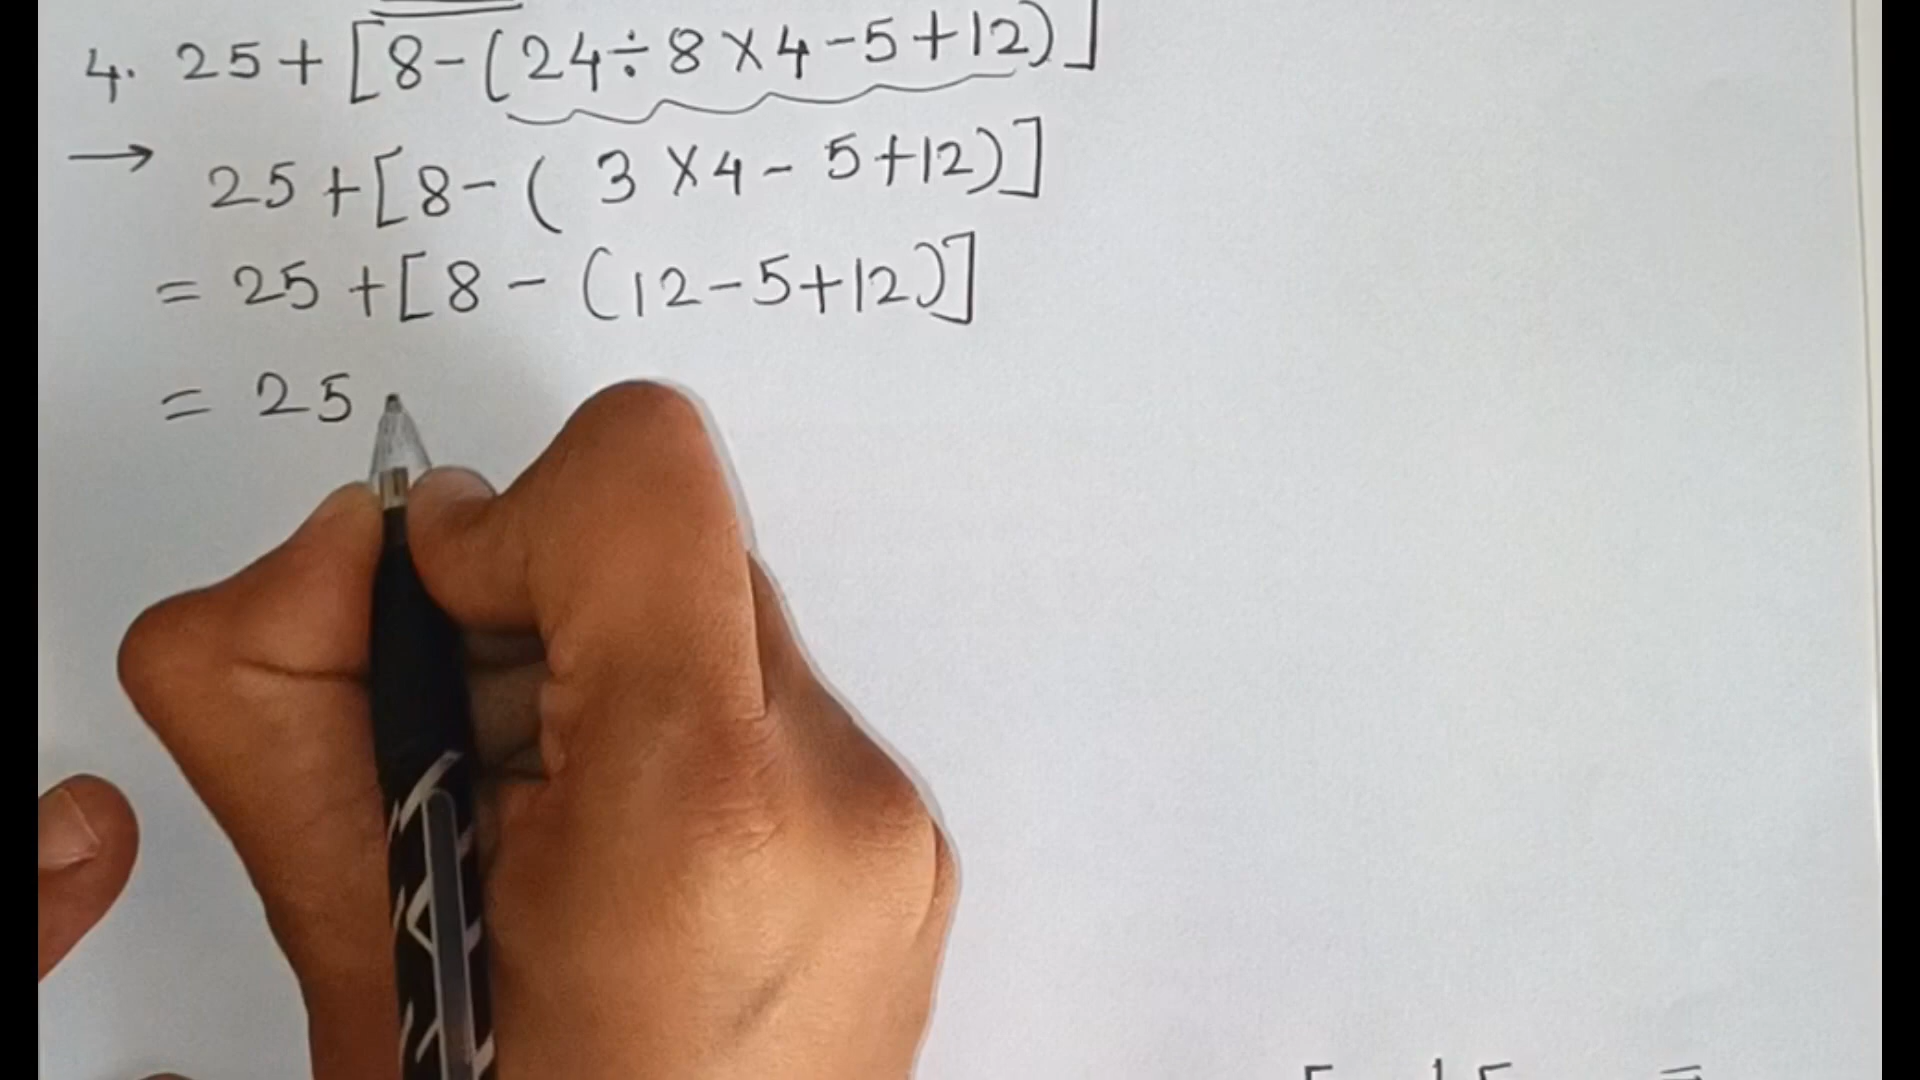 4. 25+[8-(24÷8×4-5+12)]
→ 25+[8-(3×4-5+12)]
= 25+[8-(12-5+12)]
= 25